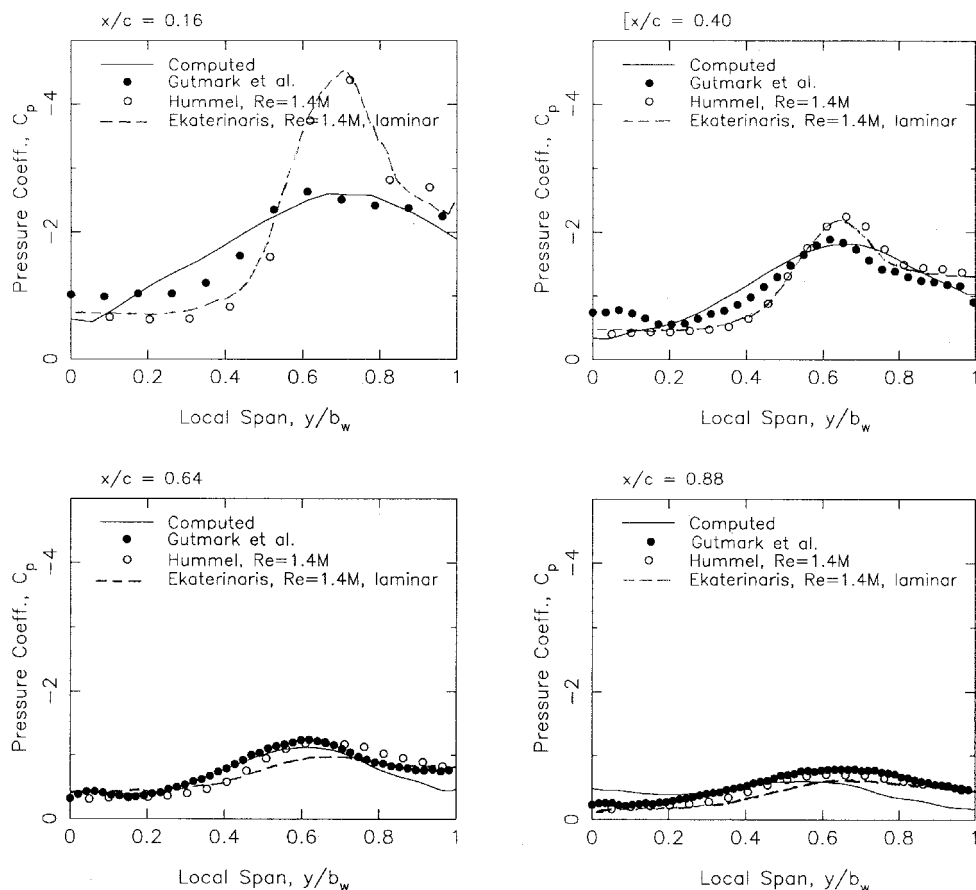 x/c = 0.16
Computed
Gutmark et al.
Hummel, Re=1.4M
Ekaterinaris, Re=1.4M, laminar
Pressure Coeff., Cp
-4
-2
0
0 0.2 0.4 0.6 0.8 1
Local Span, y/bw
[x/c = 0.40
Computed
Gutmark et al.
Hummel, Re=1.4M
Ekaterinaris, Re=1.4M, laminar
Pressure Coeff., Cp
-4
-2
0
0 0.2 0.4 0.6 0.8 1
Local Span, y/bw
x/c = 0.64
Computed
Gutmark et al.
Hummel, Re=1.4M
Ekaterinaris, Re=1.4M, laminar
Pressure Coeff., Cp
-4
-2
0
0 0.2 0.4 0.6 0.8 1
Local Span, y/bw
x/c = 0.88
Computed
Gutmark et al.
Hummel, Re=1.4M
Ekaterinaris, Re=1.4M, laminar
Pressure Coeff., Cp
-4
-2
0
0 0.2 0.4 0.6 0.8 1
Local Span, y/bw